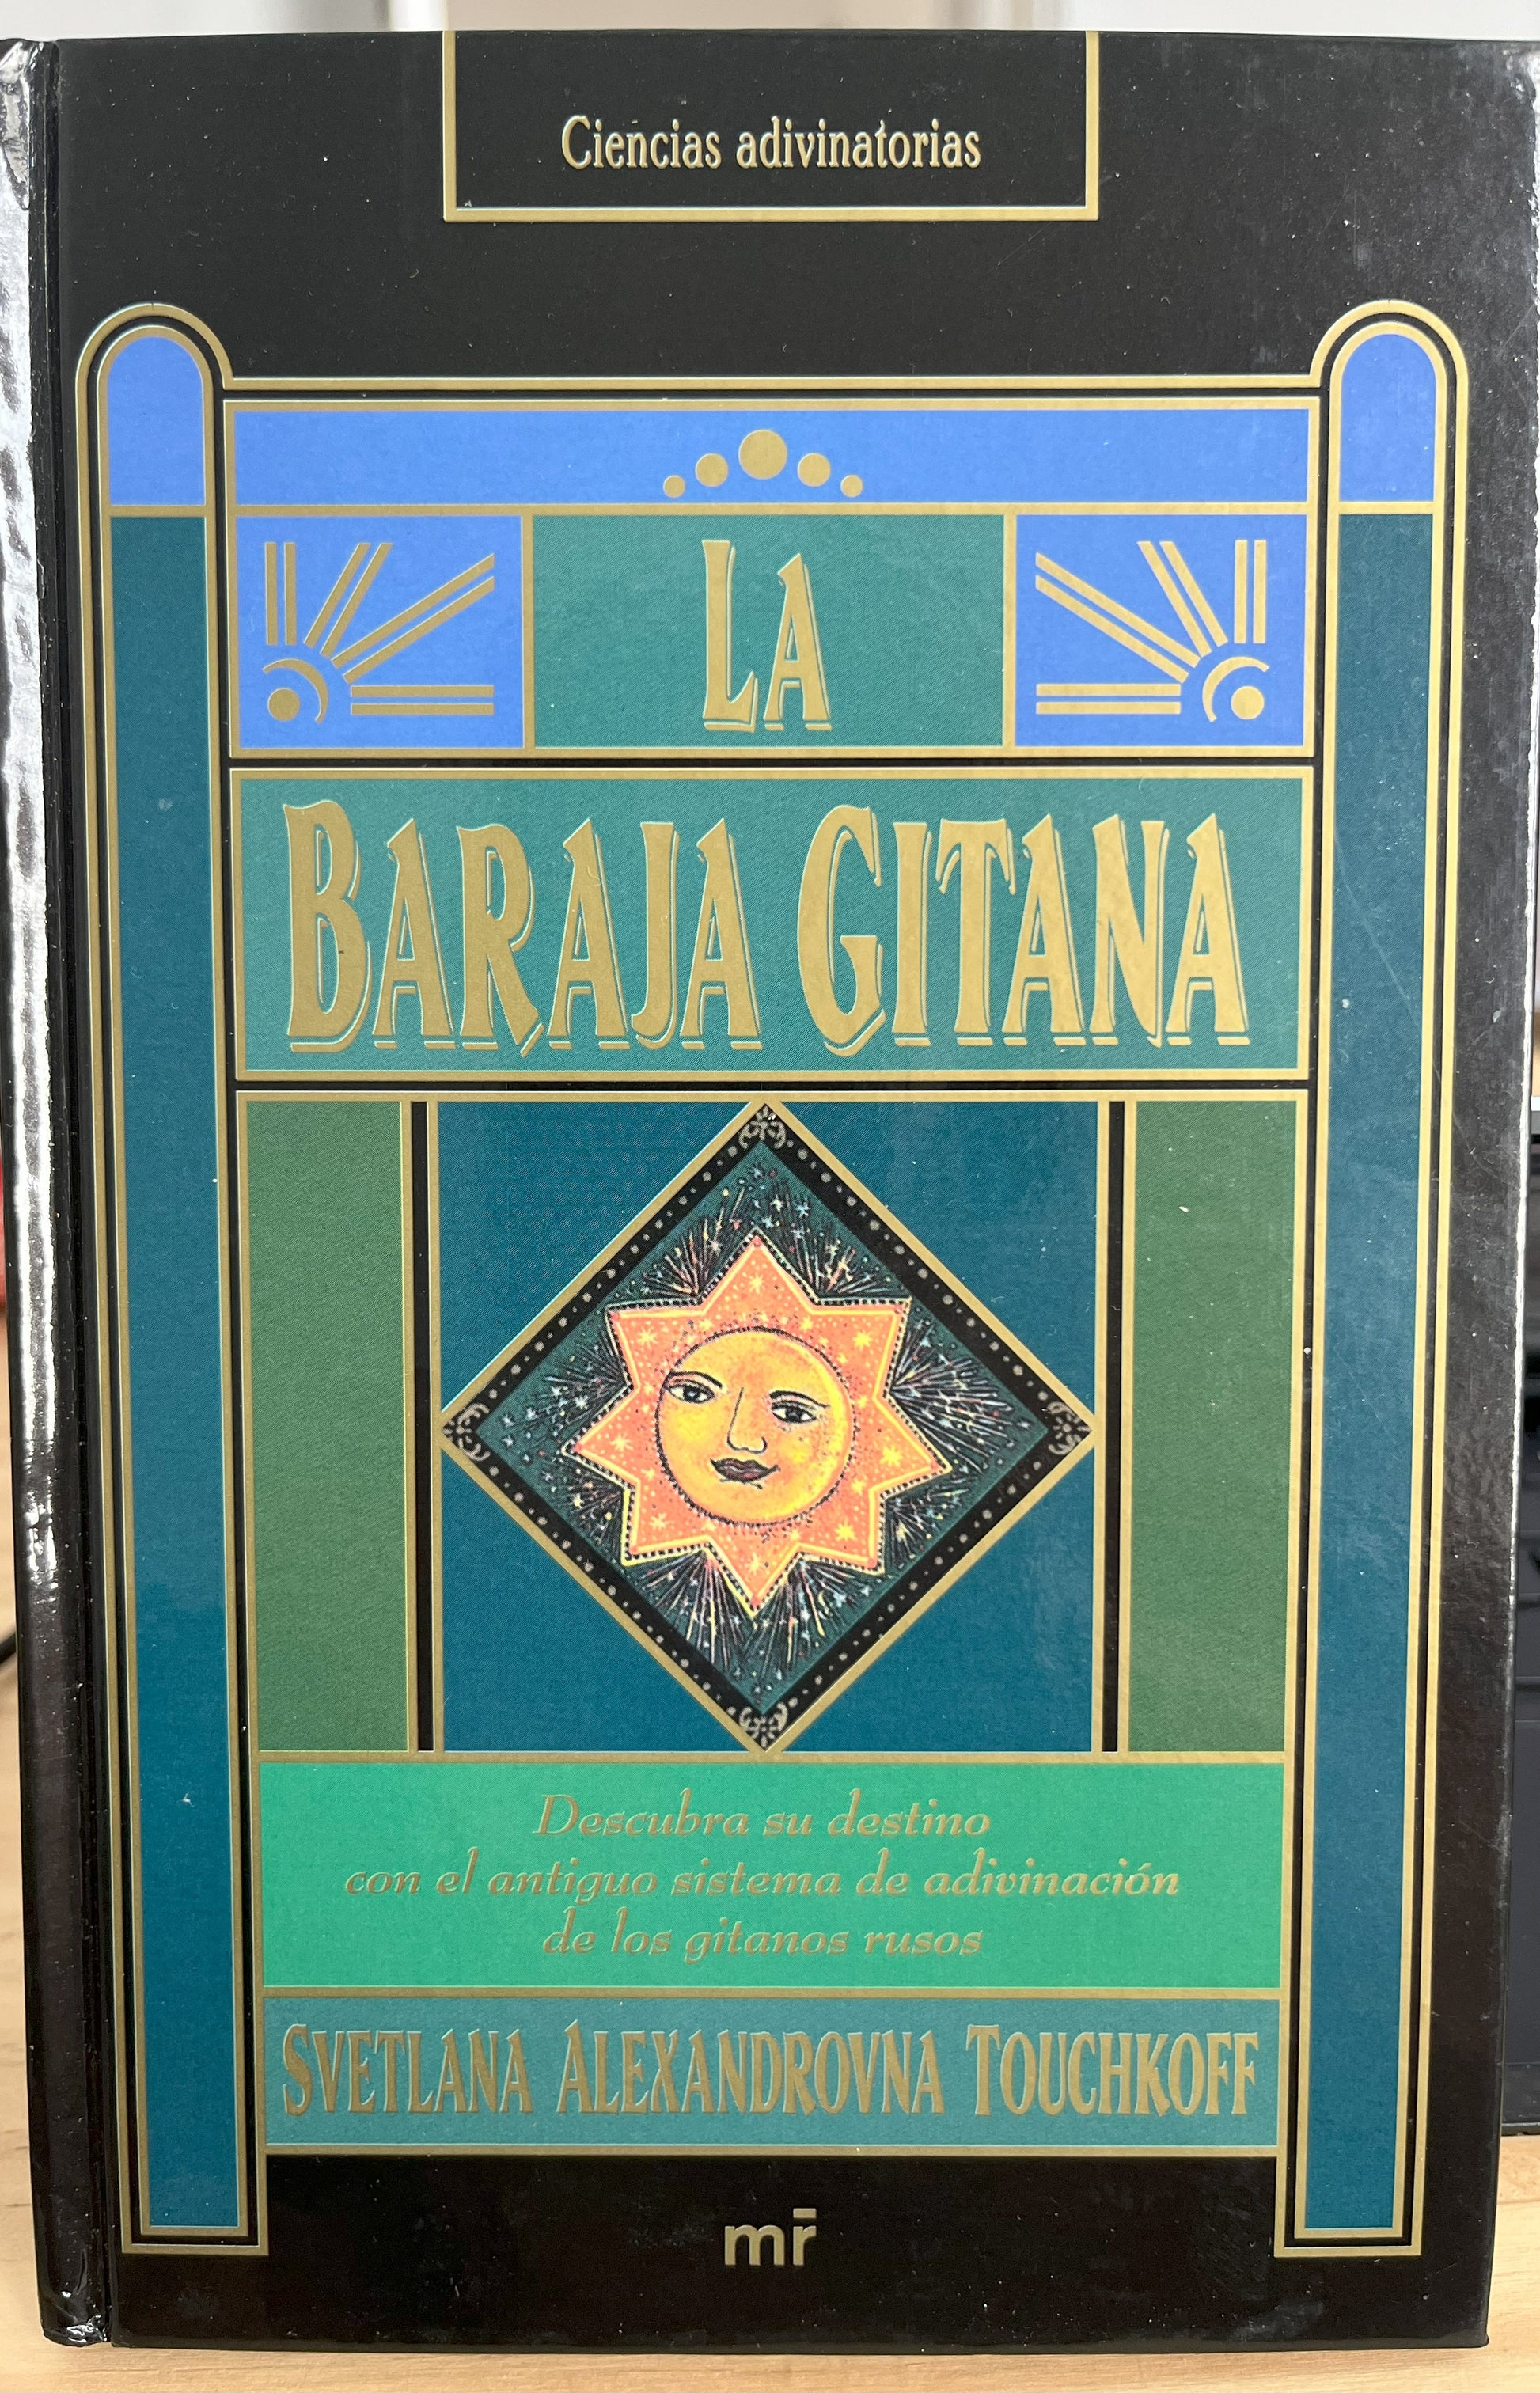 Ciencias adivinatorias
LA
BARAJA GITANA
Descubra su destino
con el antiguo sistema de adivinación
de los gitanos rusos
SVETLANA ALEXANDROVNA TOUCHKOFF
mr